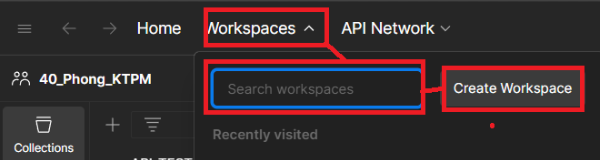 Home Workspaces API Network
40_Phong_KTPM
Search workspaces Create Workspace
Collections
Recently visited